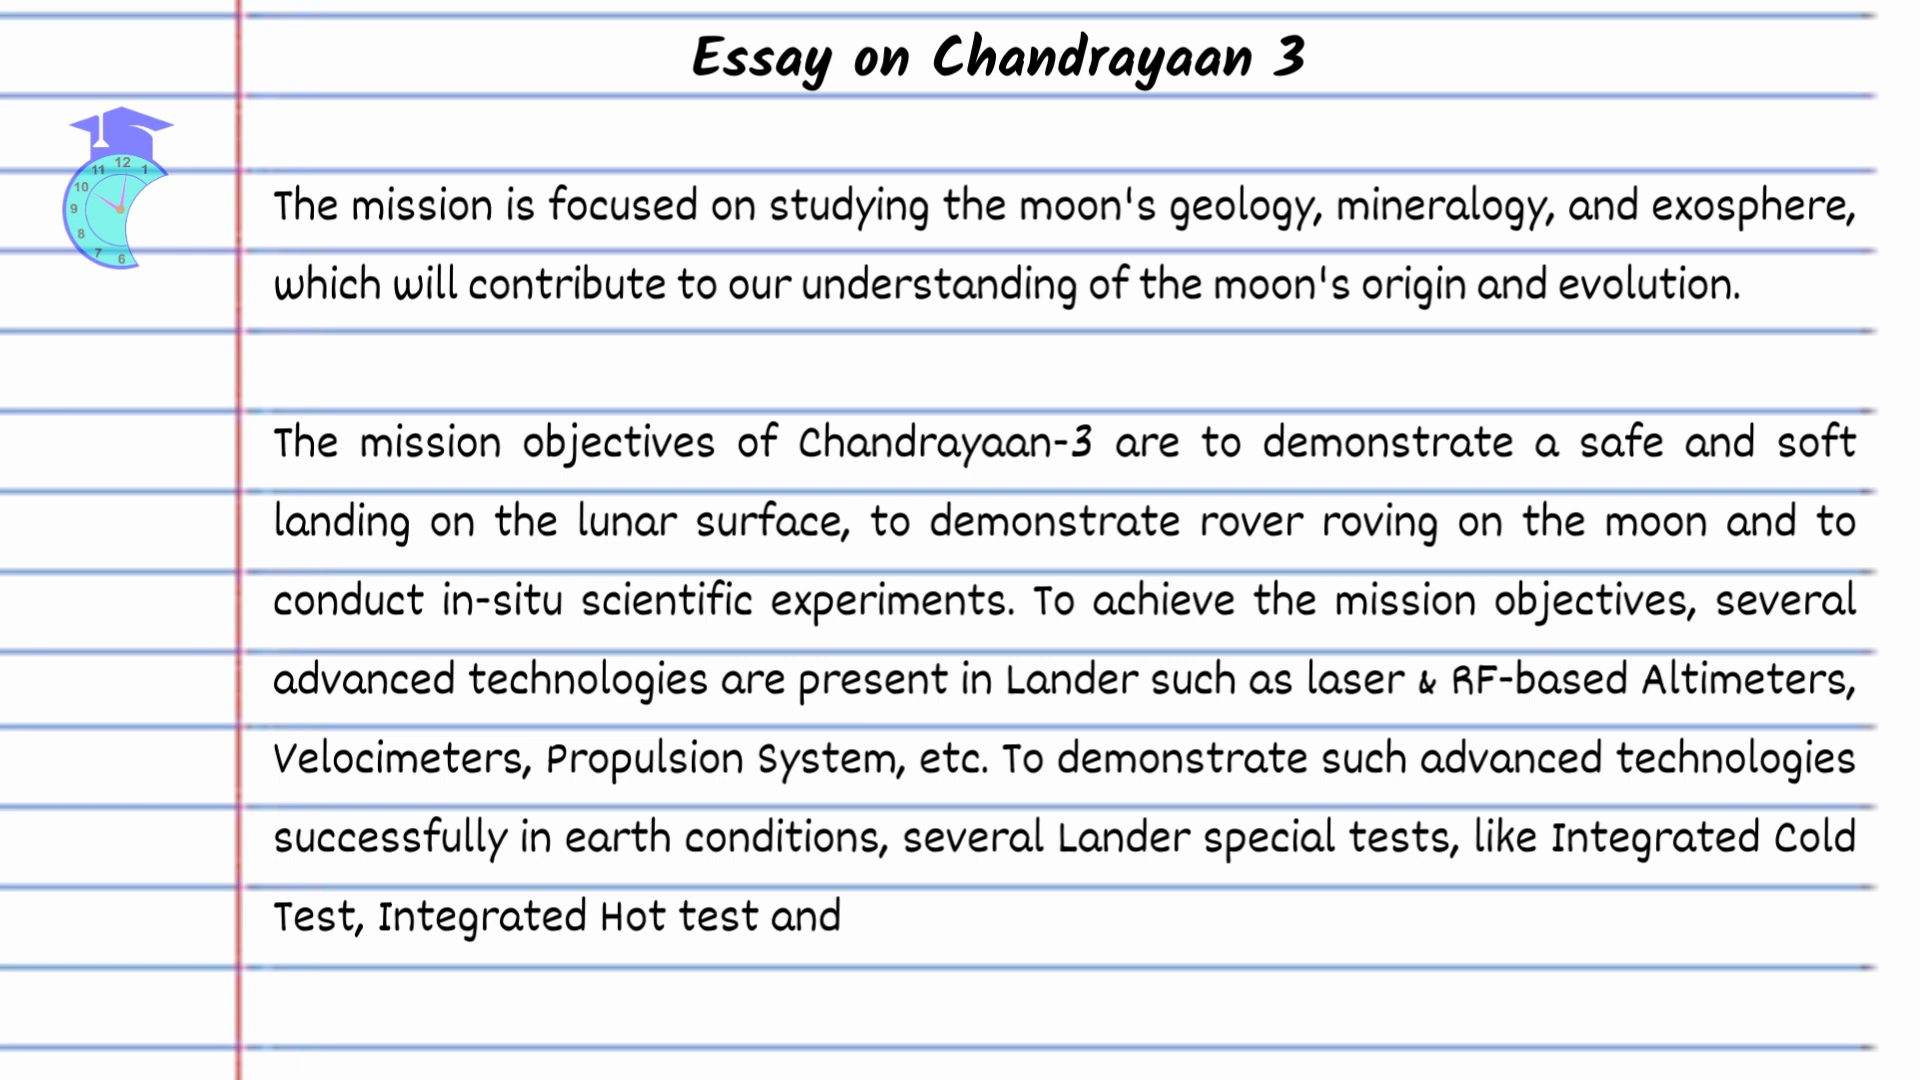 Essay on Chandrayaan 3
12
11 1
10
9
8
7
6
The mission is focused on studying the moon's geology, mineralogy, and exosphere,
which will contribute to our understanding of the moon's origin and evolution.
The mission objectives of Chandrayaan-3 are to demonstrate a safe and soft
landing on the lunar surface, to demonstrate rover roving on the moon and to
conduct in-situ scientific experiments. To achieve the mission objectives, several
advanced technologies are present in Lander such as laser & RF-based Altimeters,
Velocimeters, Propulsion System, etc. To demonstrate such advanced technologies
successfully in earth conditions, several Lander special tests, like Integrated Cold
Test, Integrated Hot test and